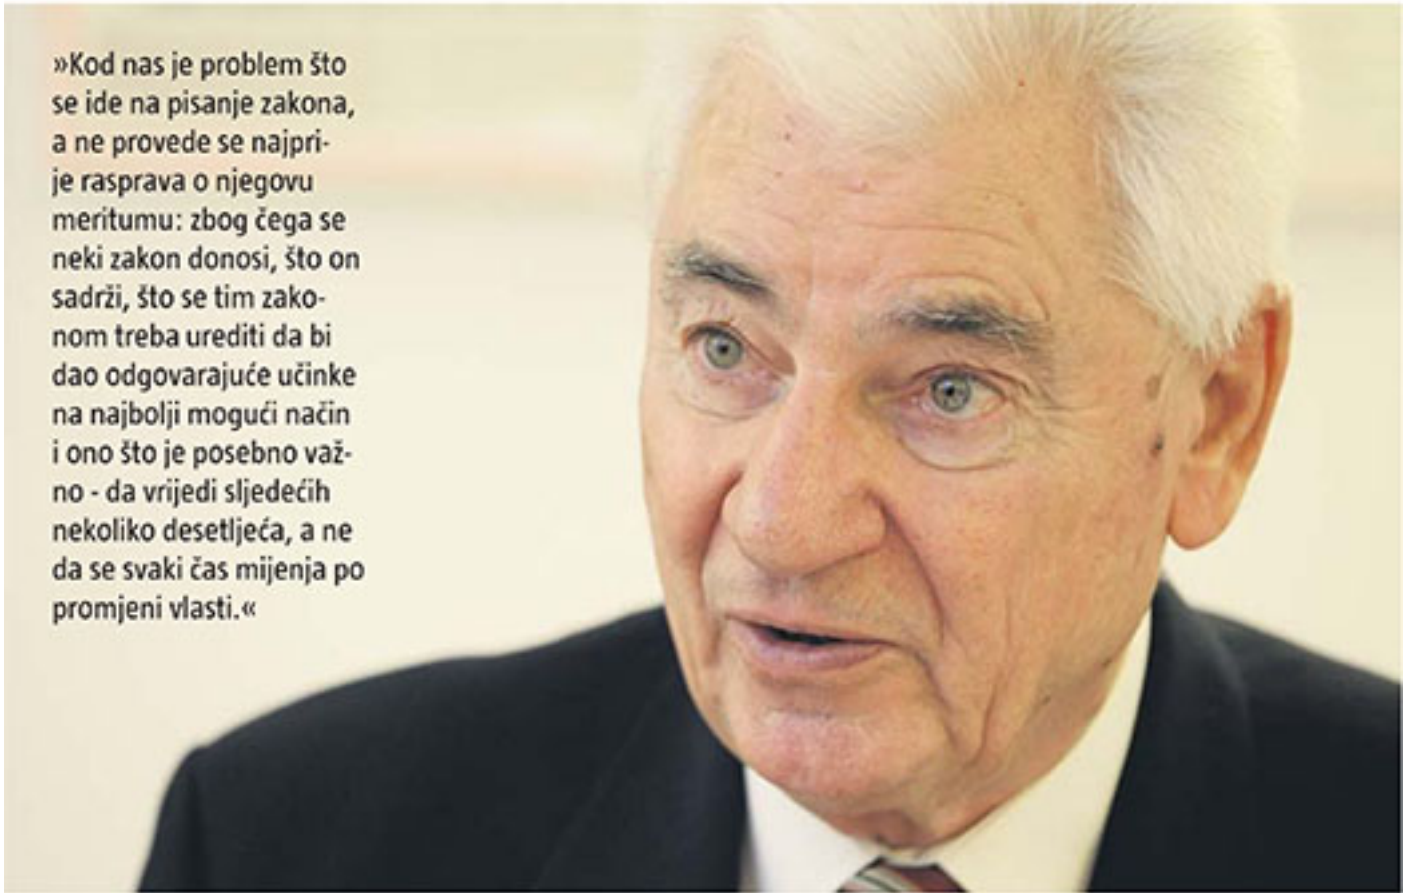 »Kod nas je problem što
se ide na pisanje zakona,
a ne provede se najpri-
je rasprava o njegovu
meritumu: zbog čega se
neki zakon donosi, što on
sadrži, što se tim zako-
nom treba urediti da bi
dao odgovarajuće učinke
na najbolji mogući način
i ono što je posebno važ-
no - da vrijedi sljedećih
nekoliko desetljeća, a ne
da se svaki čas mijenja po
promjeni vlasti.«